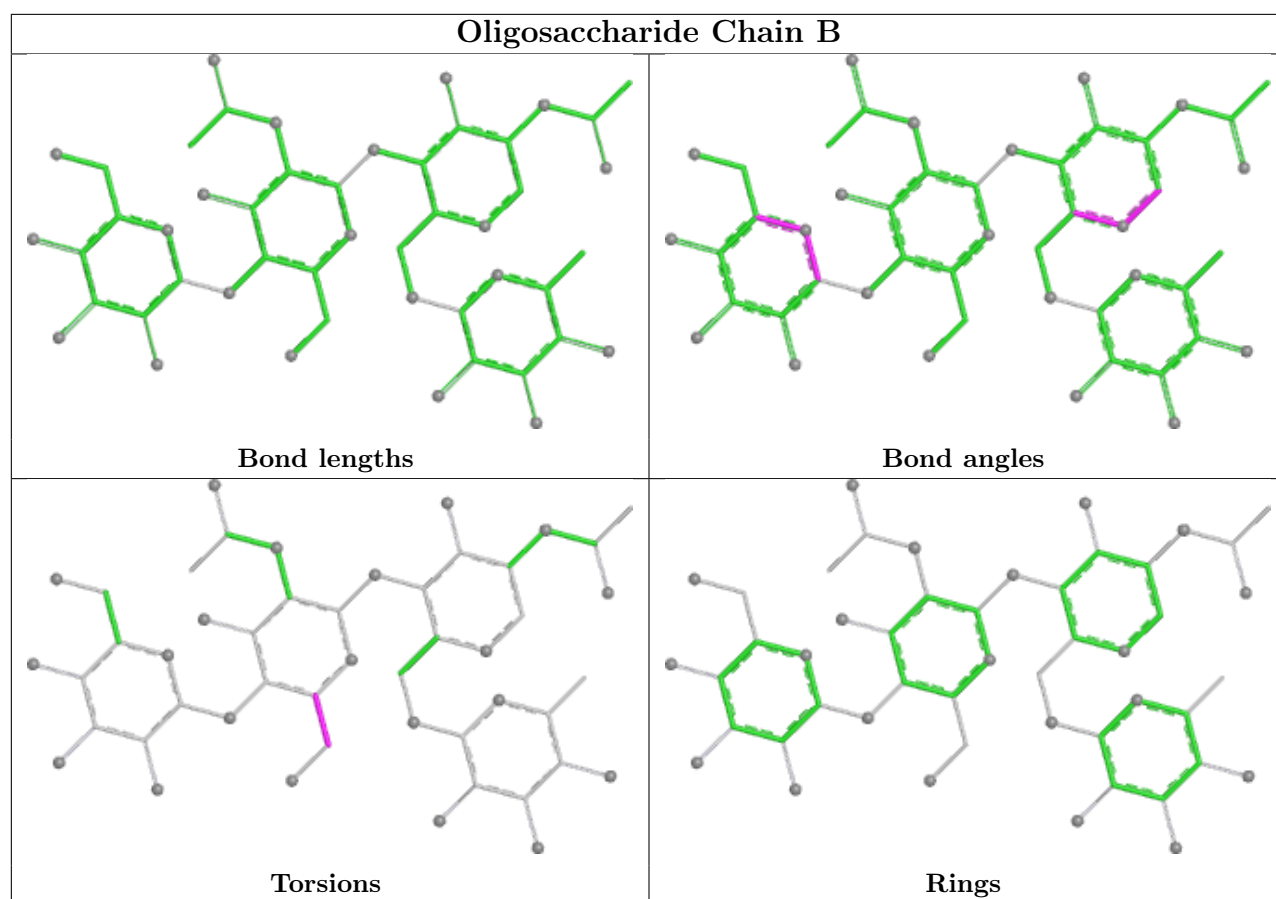 Oligosaccharide Chain B
Bond lengths
Bond angles
Torsions
Rings